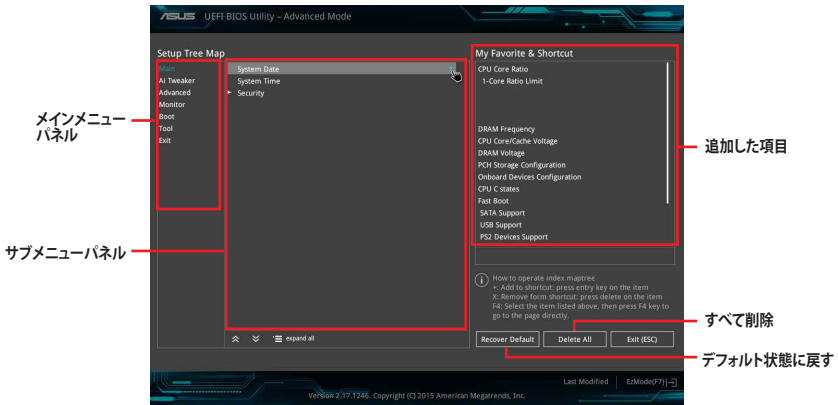 ASUS UEFI BIOS Utility – Advanced Mode
Setup Tree Map
My Favorite & Shortcut
Main
Ai Tweaker
Advanced
Monitor
Boot
Tool
Exit
System Date
System Time
Security
CPU Core Ratio
1-Core Ratio Limit
DRAM Frequency
CPU Core/Cache Voltage
DRAM Voltage
PCH Storage Configuration
Onboard Devices Configuration
CPU C states
Fast Boot
SATA Support
USB Support
PS2 Devices Support
メインメニュー
パネル
追加した項目
サブメニューパネル
How to operate index maptree
+: Add to shortcut: press entry key on the item
X: Remove form shortcut: press delete on the item
F4: Select the item listed above, then press F4 key to
go to the page directly.
すべて削除
expand all
Recover Default
Delete All
Exit (ESC)
デフォルト状態に戻す
Last Modified
EzMode(F7)
Version 2.17.1246. Copyright (C) 2015 American Megatrends, Inc.